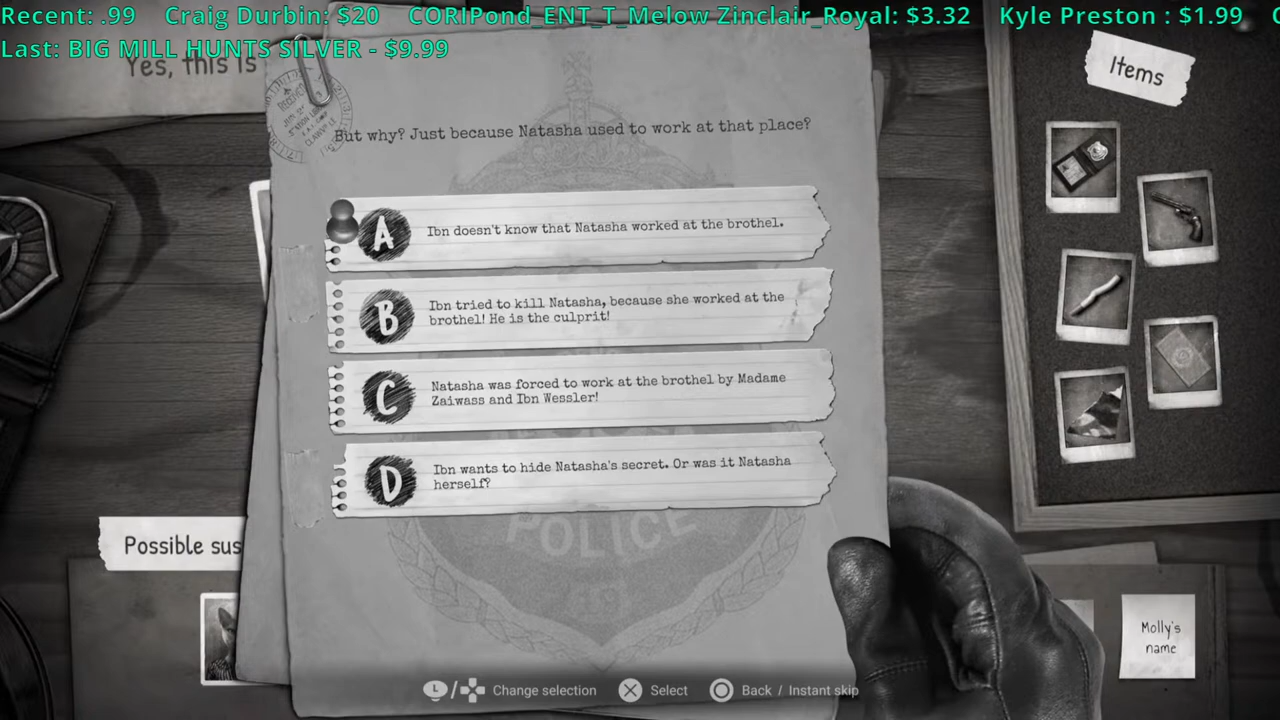 Recent: .99 Craig Durbin: $20 CORIPond_ENT_T_Melow Zinclair_Royal: $3.32 Kyle Preston : $1.99
Last: BIG MILL HUNTS SILVER - $9.99
Yes, this is
Items
But why? Just because Natasha used to work at that place?
A
Ibn doesn't know that Natasha worked at the brothel.
B
Ibn tried to kill Natasha, because she worked at the
brothel! He is the culprit!
C
Natasha was forced to work at the brothel by Madame
Zaiwass and Ibn Wessler!
D
Ibn wants to hide Natasha's secret. Or was it Natasha
herself?
POLICE
Possible sus
Molly's
name
L / Change selection X Select O Back / Instant skip